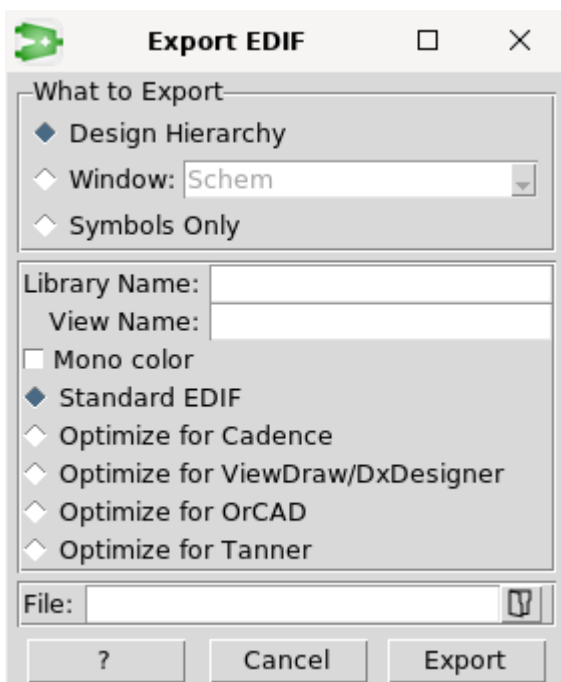 Export EDIF
What to Export
Design Hierarchy
Window: Schem
Symbols Only
Library Name:
View Name:
Mono color
Standard EDIF
Optimize for Cadence
Optimize for ViewDraw/DxDesigner
Optimize for OrCAD
Optimize for Tanner
File:
? Cancel Export